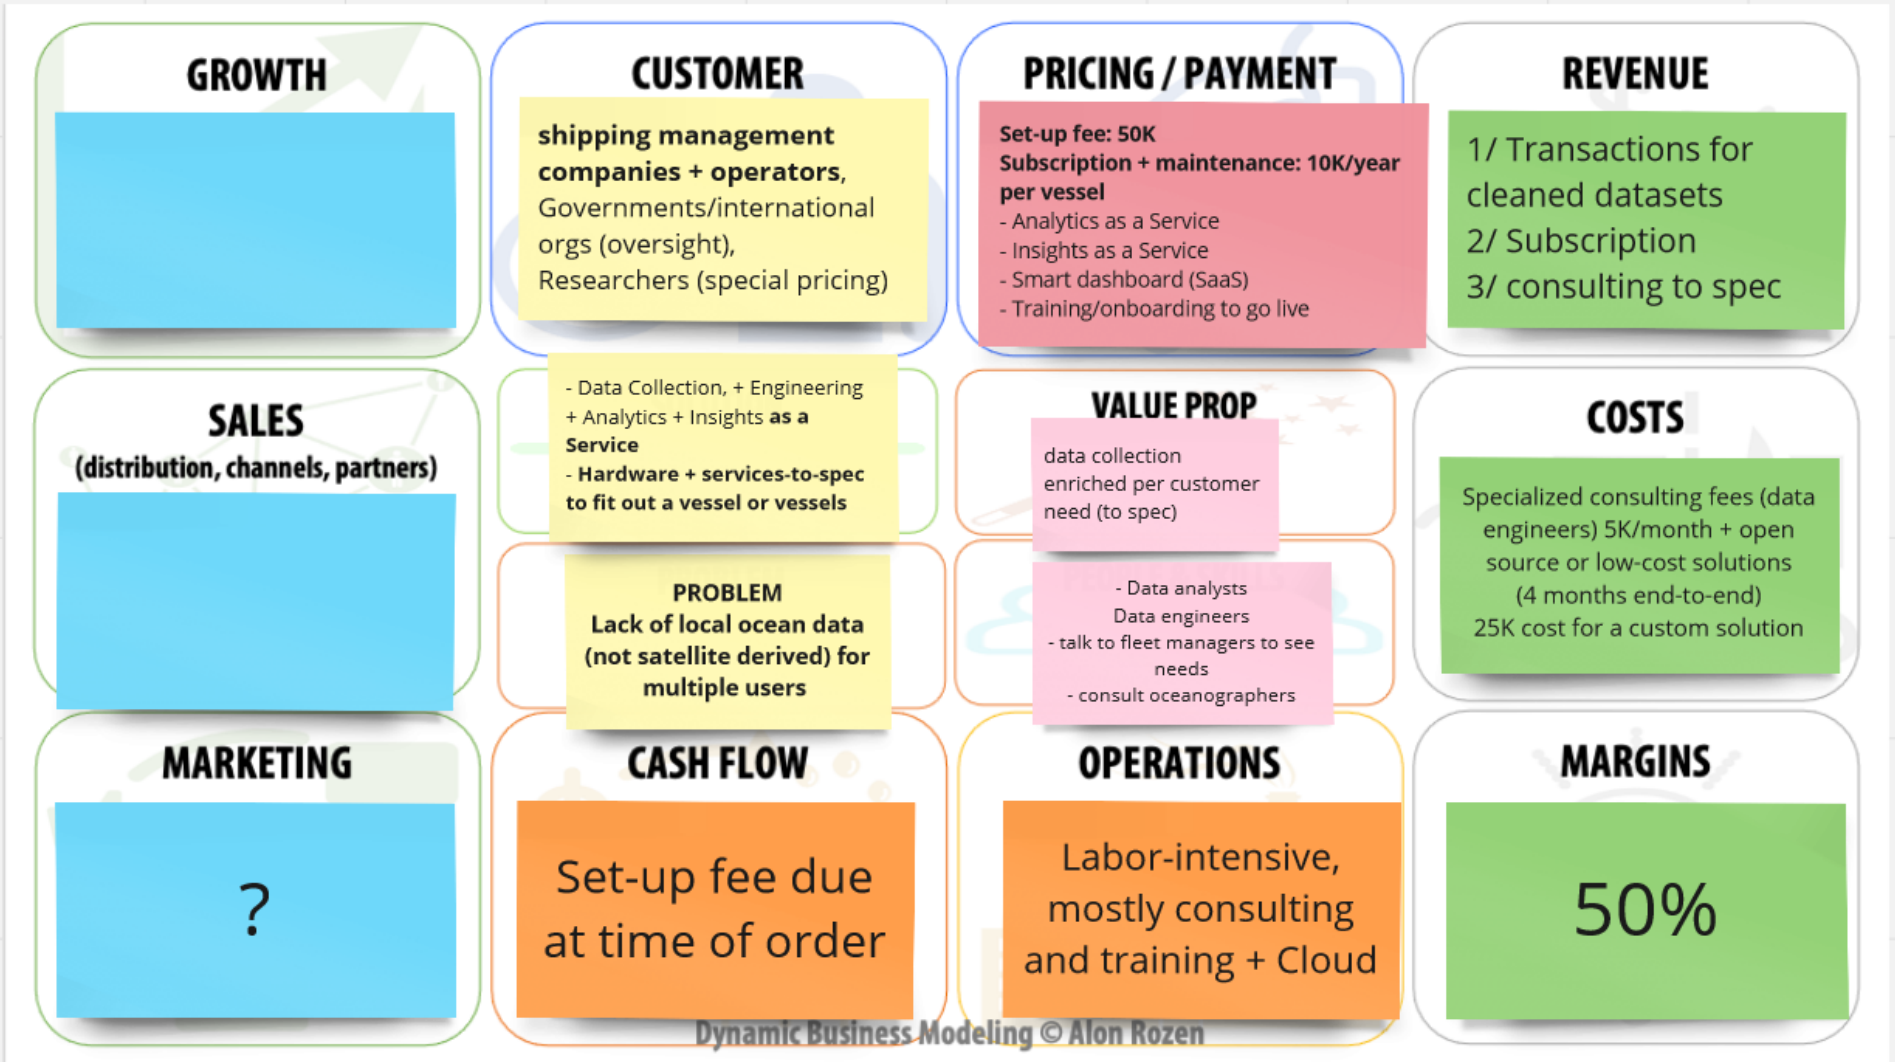 GROWTH
CUSTOMER
shipping management
companies + operators,
Governments/international
orgs (oversight),
Researchers (special pricing)
PRICING / PAYMENT
Set-up fee: 50K
Subscription + maintenance: 10K/year
per vessel
- Analytics as a Service
- Insights as a Service
- Smart dashboard (SaaS)
- Training/onboarding to go live
REVENUE
1/ Transactions for
cleaned datasets
2/ Subscription
3/ consulting to spec
SALES
(distribution, channels, partners)
- Data Collection, + Engineering
+ Analytics + Insights as a
Service
- Hardware + services-to-spec
to fit out a vessel or vessels
VALUE PROP
data collection
enriched per customer
need (to spec)
COSTS
Specialized consulting fees (data
engineers) 5K/month + open
source or low-cost solutions
(4 months end-to-end)
25K cost for a custom solution
PROBLEM
Lack of local ocean data
(not satellite derived) for
multiple users
PEOPLE & SKILLS
- Data analysts
Data engineers
- talk to fleet managers to see
needs
- consult oceanographers
MARKETING
?
CASH FLOW
Set-up fee due
at time of order
OPERATIONS
Labor-intensive,
mostly consulting
and training + Cloud
MARGINS
50%
Dynamic Business Modeling © Alon Rozen